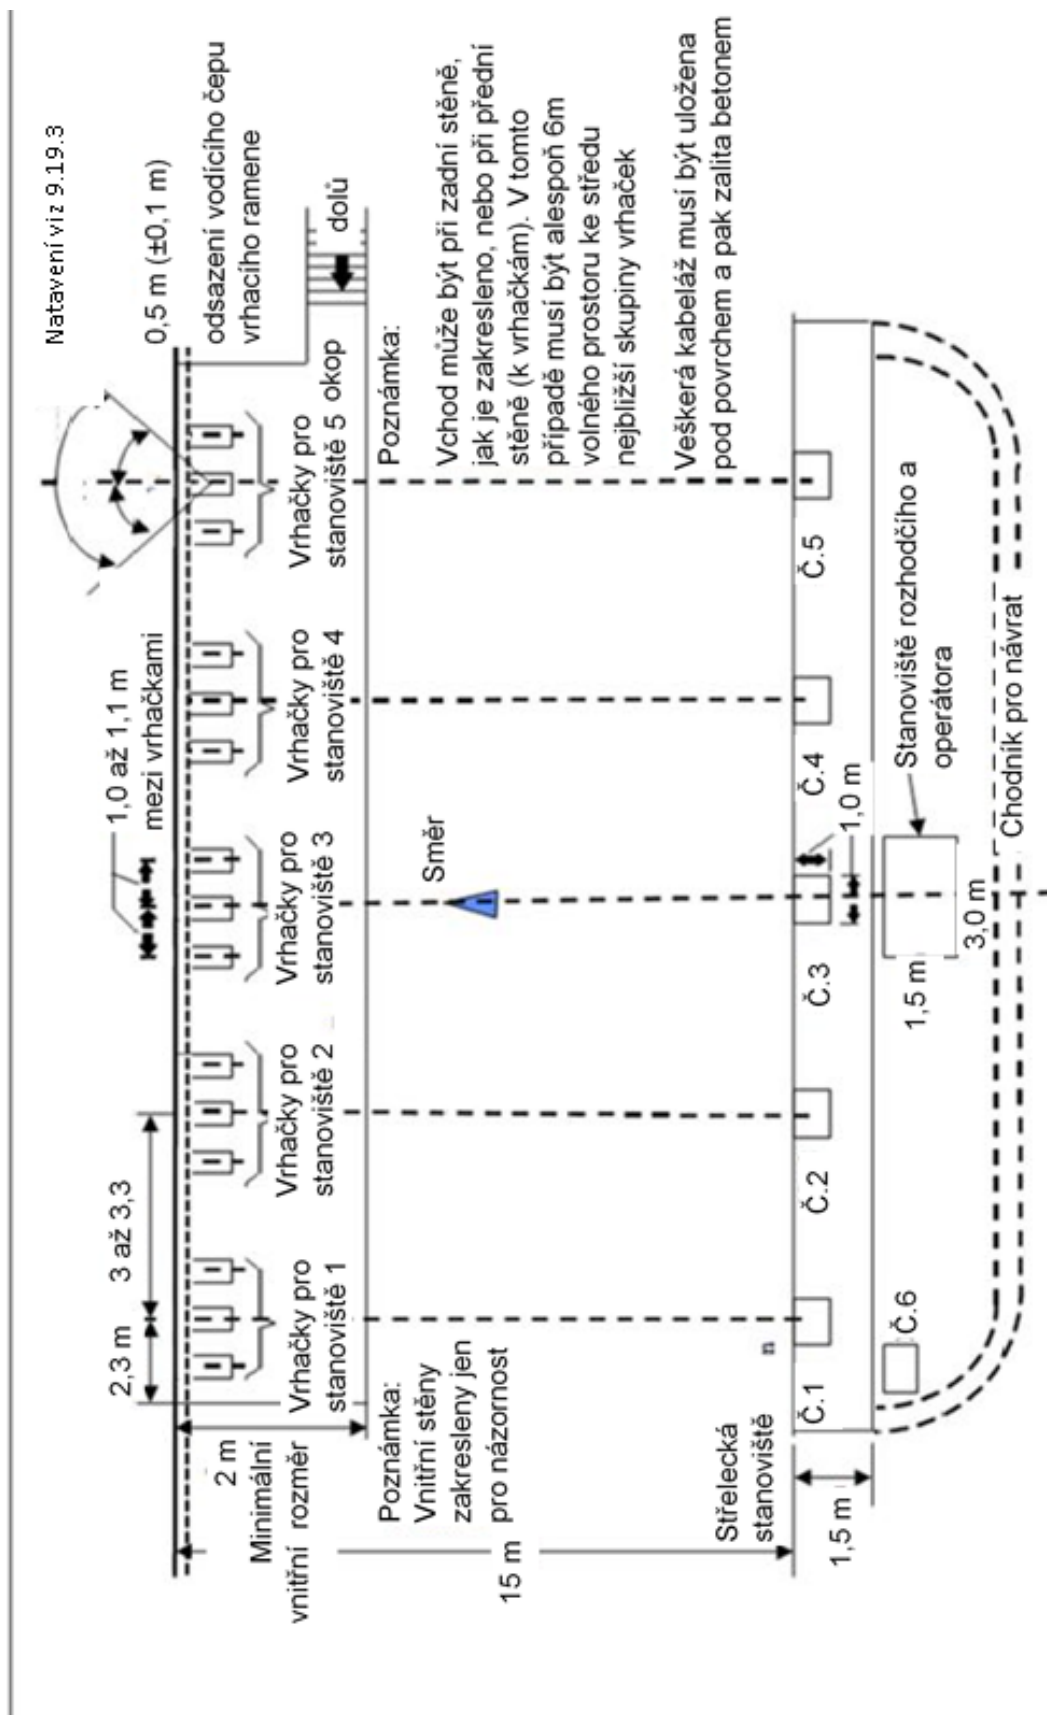 Natavení viz 9.19.3
0,5 m (±0,1 m)
odsazení vodícího čepu
vrhacího ramene
1,0 až 1,1 m
mezi vrhačkami
3 až 3,3
2,3 m
2 m
Minimální
vnitřní rozměr
Vrhačky pro
stanoviště 1
Vrhačky pro
stanoviště 2
Vrhačky pro
stanoviště 3
Vrhačky pro
stanoviště 4
Vrhačky pro
stanoviště 5
okop
dolů
Poznámka:
Vnitřní stěny
zakresleny jen
pro názornost
Směr
Poznámka:
Vchod může být při zadní stěně,
jak je zakresleno, nebo při přední
stěně (k vrhačkám). V tomto
případě musí být alespoň 6m
volného prostoru ke středu
nejbližší skupiny vrhaček
Veškerá kabeláž musí být uložena
pod povrchem a pak zalita betonem
15 m
Střelecká
stanoviště
n
Č.1
Č.2
Č.3
Č.4
Č.5
1,5 m
1,0 m
Č.6
1,5 m
3,0 m
Stanoviště rozhodčího a
operátora
Chodník pro návrat